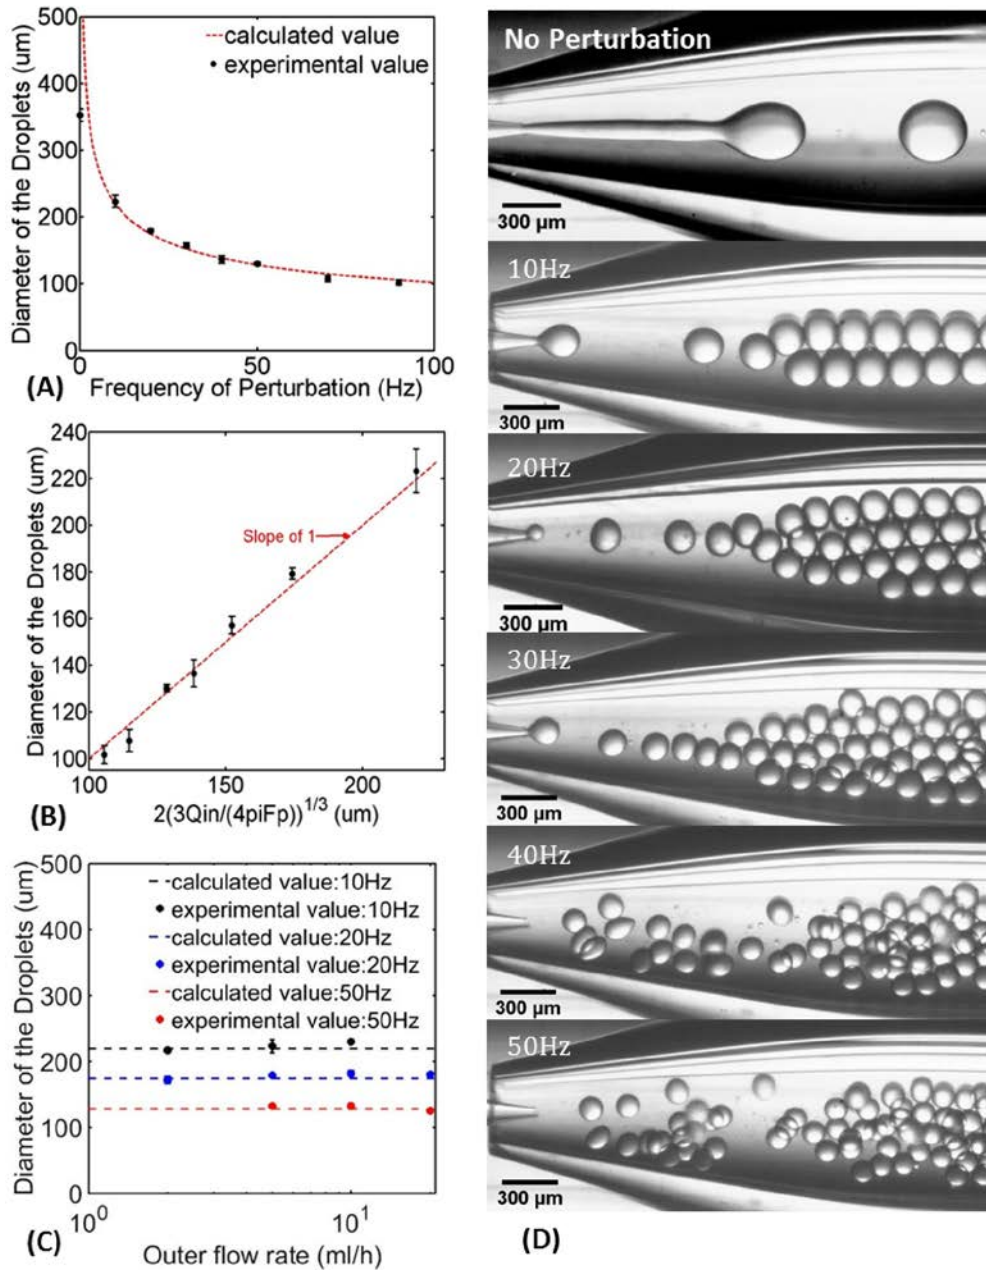 500
400
300
200
100
0
0
50
100
Diameter of the Droplets (um)
calculated value
experimental value
Frequency of Perturbation (Hz)
(A)
240
220
200
180
160
140
120
100
100
150
200
Diameter of the Droplets (um)
Slope of 1
2(3Qin/(4piFp))^1/3 (um)
(B)
500
400
300
200
100
0
10^0
10^1
Diameter of the Droplets (um)
calculated value:10Hz
experimental value:10Hz
calculated value:20Hz
experimental value:20Hz
calculated value:50Hz
experimental value:50Hz
Outer flow rate (ml/h)
(C)
No Perturbation
300 µm
10Hz
300 µm
20Hz
300 µm
30Hz
300 µm
40Hz
300 µm
50Hz
300 µm
(D)